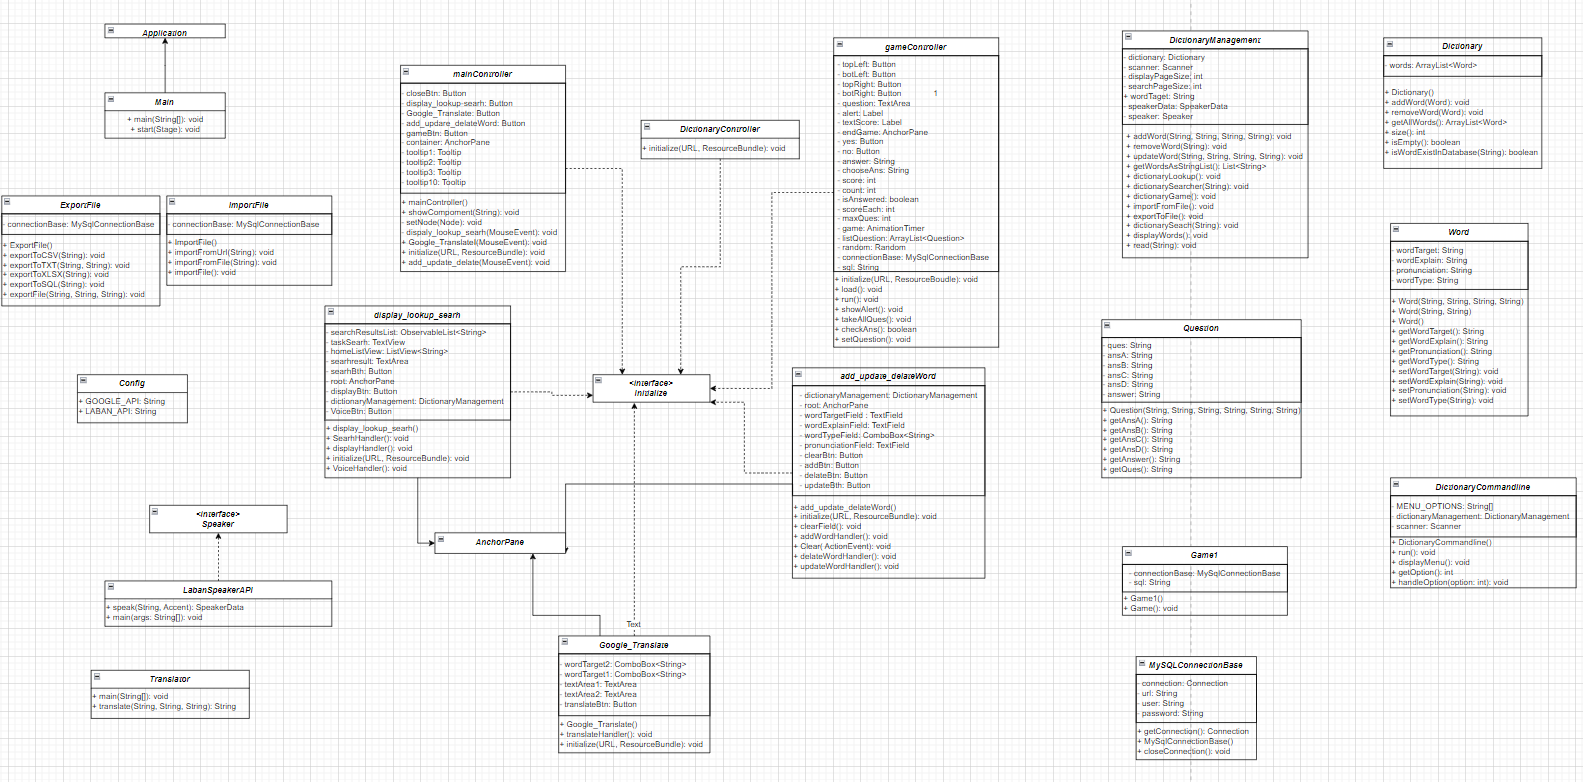 Application
Main
+ main(String[]): void
+ start(Stage): void
ExportFile
- connectionBase: MySqlConnectionBase
+ ExportFile()
+ exportToCSV(String): void
+ exportToTXT(String, String): void
+ exportToXLSX(String): void
+ exportToSQL(String): void
+ exportFile(String, String, String): void
ImportFile
- connectionBase: MySqlConnectionBase
+ ImportFile()
+ importFromUrl(String): void
+ importFromFile(String): void
+ importFile(): void
Config
+ GOOGLE_API: String
+ LABAN_API: String
<interface>
Speaker
LabanSpeakerAPI
+ speak(String, Accent): SpeakerData
+ main(args: String[]): void
Translator
+ main(String[]): void
+ translate(String, String, String): String
mainController
- closeBtn: Button
- display_lookup-searh: Button
- Google_Translate: Button
- add_updare_delateWord: Button
- gameBtn: Button
- container: AnchorPane
- tooltip1: Tooltip
- tooltip2: Tooltip
- tooltip3: Tooltip
- tooltip10: Tooltip
+ mainController()
+ showCompoment(String): void
- setNode(Node): void
- dispaly_lookup_searh(MouseEvent): void
+ Google_Translatel(MouseEvent): void
+ initialize(URL, ResourceBundle): void
+ add_update_delate(MouseEvent): void
DictionaryController
+ initialize(URL, ResourceBundle): void
display_lookup_searh
- searchResultsList: ObservableList<String>
- taskSearh: TextView
- homeListView: ListView<String>
- searhresult: TextArea
- searhBtn: Button
- root: AnchorPane
- displayBtn: Button
- dictionaryManagement: DictionaryManagement
- VoiceBtn: Button
+ display_lookup_searh()
+ SearhHandler(): void
+ displayHandler(): void
+ initialize(URL, ResourceBundle): void
+ VoiceHandler(): void
<interface>
Initialize
AnchorPane
Text
Google_Translate
- wordTarget2: ComboBox<String>
- wordTarget1: ComboBox<String>
- textArea1: TextArea
- textArea2: TextArea
- translateBtn: Button
+ Google_Translate()
+ translateHandler(): void
+ initialize(URL, ResourceBundle): void
gameController
- topLeft: Button
- botLeft: Button
- topRight: Button
- botRight: Button
1
- question: TextArea
- alert: Label
- textScore: Label
- endGame: AnchorPane
- yes: Button
- no: Button
- answer: String
- chooseAns: String
- score: int
- count: int
- isAnswered: boolean
- scoreEach: int
- maxQues: int
- game: AnimationTimer
- listQuestion: ArrayList<Question>
- random: Random
- connectionBase: MySqlConnectionBase
- sql: String
+ initialize(URL, ResourceBoudle): void
+ load(): void
+ run(): void
+ showAlert(): void
+ takeAllQues(): void
+ checkAns(): boolean
+ setQuestion(): void
add_update_delateWord
- dictionaryManagement: DictionaryManagement
- root: AnchorPane
- wordTargetField : TextField
- wordExplainField: TextField
- wordTypeField: ComboBox<String>
- pronunciationField: TextField
- clearBtn: Button
- addBtn: Button
- delateBtn: Button
- updateBth: Button
+ add_update_delateWord()
+ initialize(URL, ResourceBundle): void
+ clearField(): void
+ addWordHandler(): void
+ Clear( ActionEvent): void
+ delateWordHandler(): void
+ updateWordHandler(): void
DictionaryManagement
- dictionary: Dictionary
- scanner: Scanner
- displayPageSize: int
- searchPageSize: int
+ wordTaget: String
- speakerData: SpeakerData
- speaker: Speaker
+ addWord(String, String, String, String): void
+ removeWord(String): void
+ updateWord(String, String, String, String): void
+ getWordsAsStringList(): List<String>
+ dictionaryLookup(): void
+ dictionarySearcher(String): void
+ dictionaryGame(): void
+ importFromFile(): void
+ exportToFile(): void
+ dictionarySeach(String): void
+ displayWords(): void
+ read(String): void
Question
- ques: String
- ansA: String
- ansB: String
- ansC: String
- ansD: String
- answer: String
+ Question(String, String, String, String, String, String)
+ getAnsA(): String
+ getAnsB(): String
+ getAnsC(): String
+ getAnsD(): String
+ getAnswer(): String
+ getQues(): String
Game1
- connectionBase: MySqlConnectionBase
- sql: String
+ Game1()
+ Game(): void
MySQLConnectionBase
- connection: Connection
- url: String
- user: String
- password: String
+ getConnection(): Connection
+ MySqlConnectionBase()
+ closeConnection(): void
Dictionary
- words: ArrayList<Word>
+ Dictionary()
+ addWord(Word): void
+ removeWord(Word): void
+ getAllWords(): ArrayList<Word>
+ size(): int
+ isEmpty(): boolean
+ isWordExistInDatabase(String): boolean
Word
- wordTarget: String
- wordExplain: String
- pronunciation: String
- wordType: String
+ Word(String, String, String, String)
+ Word(String, String)
+ Word()
+ getWordTarget(): String
+ getWordExplain(): String
+ getPronunciation(): String
+ getWordType(): String
+ setWordTarget(String): void
+ setWordExplain(String): void
+ setPronunciation(String): void
+ setWordType(String): void
DictionaryCommandline
- MENU_OPTIONS: String[]
- dictionaryManagement: DictionaryManagement
- scanner: Scanner
+ DictionaryCommandline()
+ run(): void
+ displayMenu(): void
+ getOption(): int
+ handleOption(option: int): void